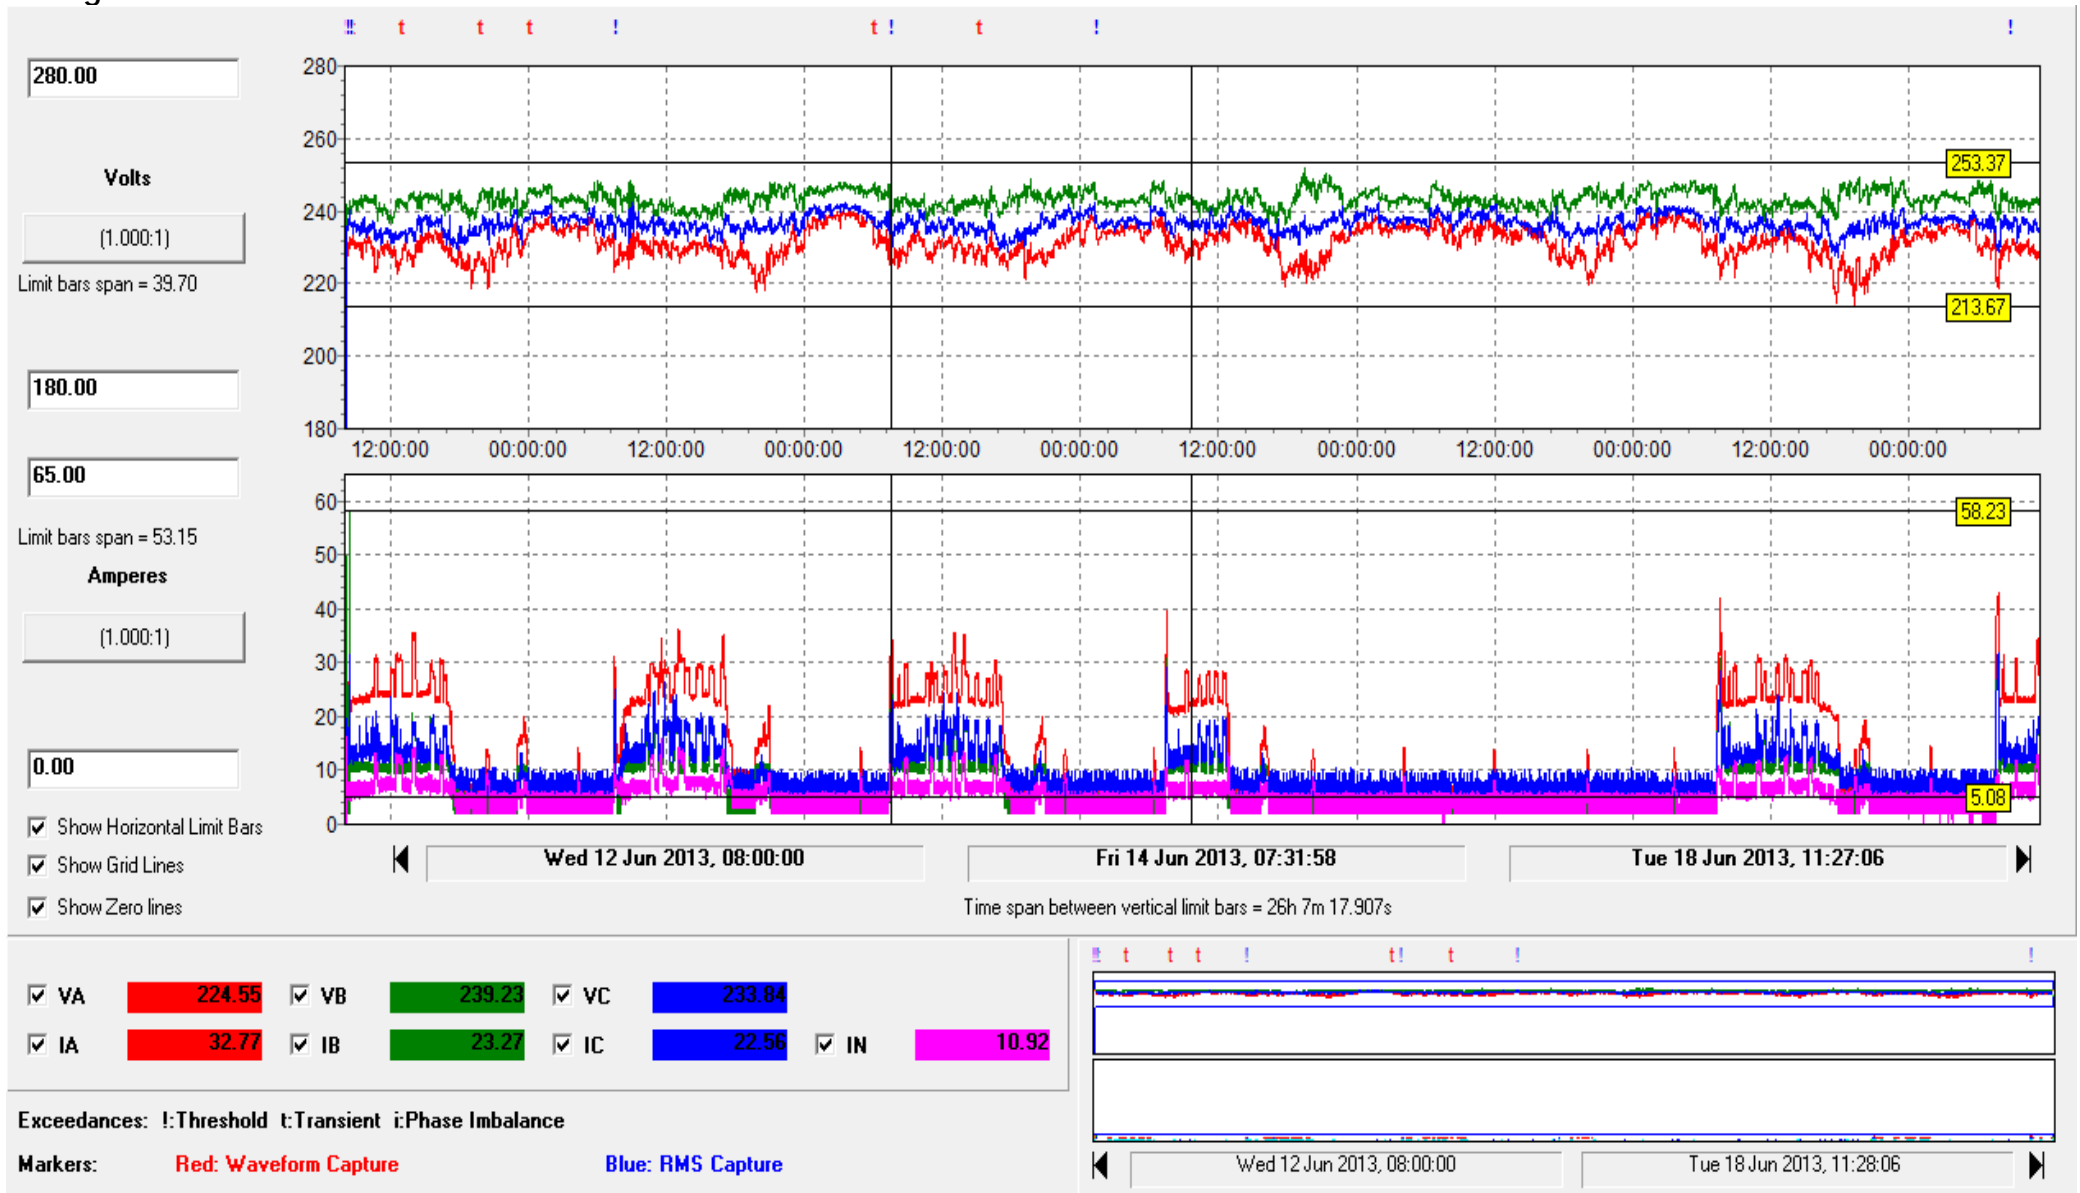 !!: t t t ! t ! t ! !
280.00
Volts
(1.000:1)
Limit bars span = 39.70
180.00
280
260
240
220
200
180
253.37
213.67
12:00:00 00:00:00 12:00:00 00:00:00 12:00:00 00:00:00 12:00:00 00:00:00 12:00:00 00:00:00 12:00:00 00:00:00
65.00
Limit bars span = 53.15
Amperes
(1.000:1)
0.00
60
50
40
30
20
10
0
58.23
5.08
Show Horizontal Limit Bars
Show Grid Lines
Show Zero lines
Wed 12 Jun 2013, 08:00:00 Fri 14 Jun 2013, 07:31:58 Tue 18 Jun 2013, 11:27:06
Time span between vertical limit bars = 26h 7m 17.907s
VA 224.55 VB 239.23 VC 233.84
IA 32.77 IB 23.27 IC 22.56 IN 10.92
Exceedances: !:Threshold t:Transient i:Phase Imbalance
Markers: Red: Waveform Capture Blue: RMS Capture
t t t ! t! t ! !
Wed 12 Jun 2013, 08:00:00 Tue 18 Jun 2013, 11:28:06